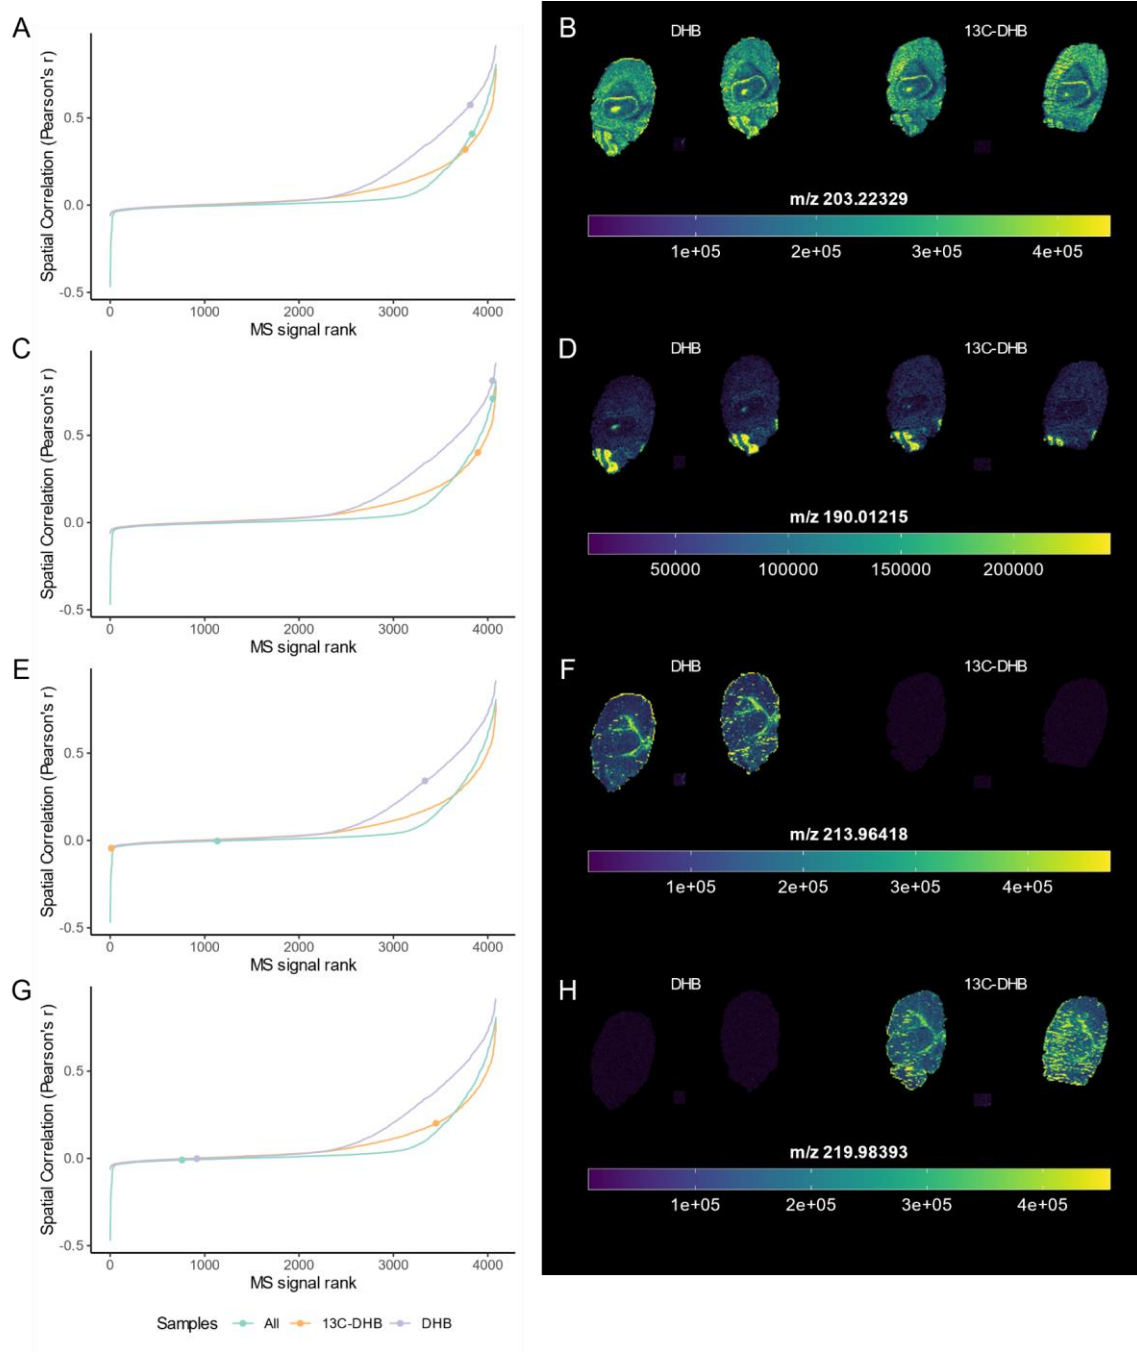 A
Spatial Correlation (Pearson's r)
0.5
0.0
-0.5
0 1000 2000 3000 4000
MS signal rank
B
DHB 13C-DHB
m/z 203.22329
1e+05 2e+05 3e+05 4e+05
C
Spatial Correlation (Pearson's r)
0.5
0.0
-0.5
0 1000 2000 3000 4000
MS signal rank
D
DHB 13C-DHB
m/z 190.01215
50000 100000 150000 200000
E
Spatial Correlation (Pearson's r)
0.5
0.0
-0.5
0 1000 2000 3000 4000
MS signal rank
F
DHB 13C-DHB
m/z 213.96418
1e+05 2e+05 3e+05 4e+05
G
Spatial Correlation (Pearson's r)
0.5
0.0
-0.5
0 1000 2000 3000 4000
MS signal rank
H
DHB 13C-DHB
m/z 219.98393
1e+05 2e+05 3e+05 4e+05
Samples All 13C-DHB DHB